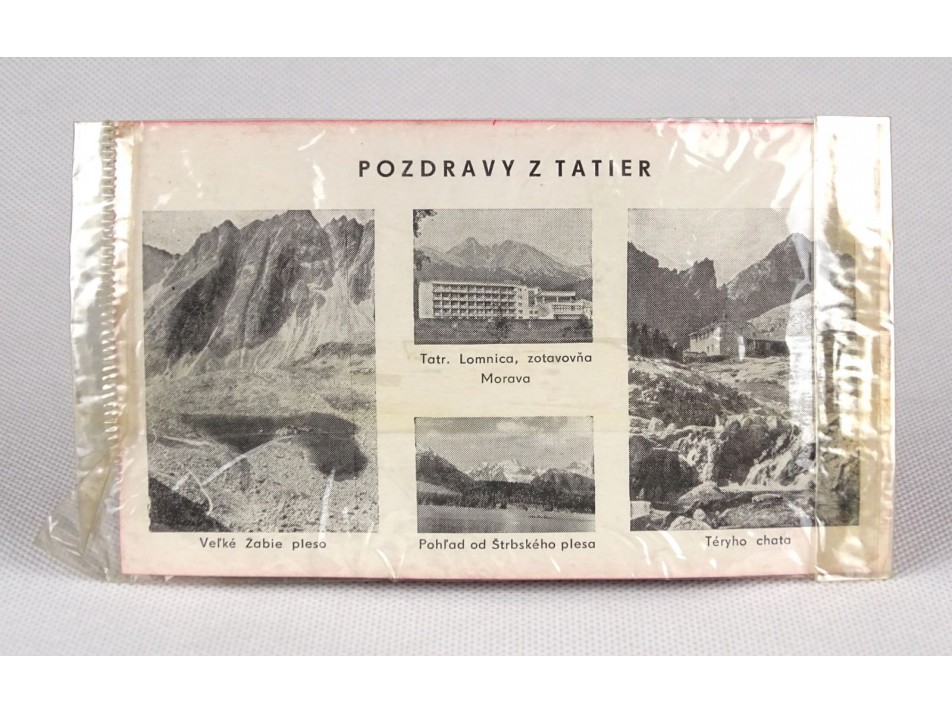 POZDRAVY Z TATIER
Tatr. Lomnica, zotavovňa
Morava
Veľké Žabie pleso
Pohľad od Štrbského plesa
Téryho chata